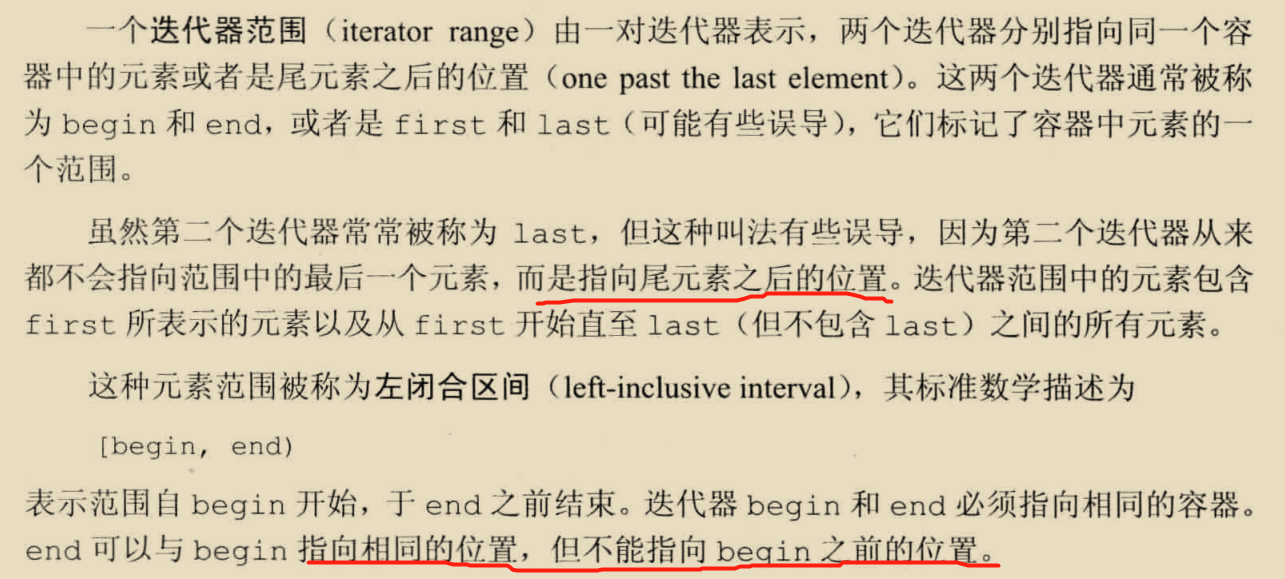 一个迭代器范围（iterator range）由一对迭代器表示，两个迭代器分别指向同一个容
器中的元素或者是尾元素之后的位置（one past the last element）。这两个迭代器通常被称
为 begin 和 end，或者是 first 和 last（可能有些误导），它们标记了容器中元素的一
个范围。
虽然第二个迭代器常常被称为 last，但这种叫法有些误导，因为第二个迭代器从来
都不会指向范围中的最后一个元素，而是指向尾元素之后的位置。迭代器范围中的元素包含
first 所表示的元素以及从 first 开始直至 last（但不包含 last）之间的所有元素。
这种元素范围被称为左闭合区间（left-inclusive interval），其标准数学描述为
[begin, end)
表示范围自 begin 开始，于 end 之前结束。迭代器 begin 和 end 必须指向相同的容器。
end 可以与 begin 指向相同的位置，但不能指向 begin 之前的位置。